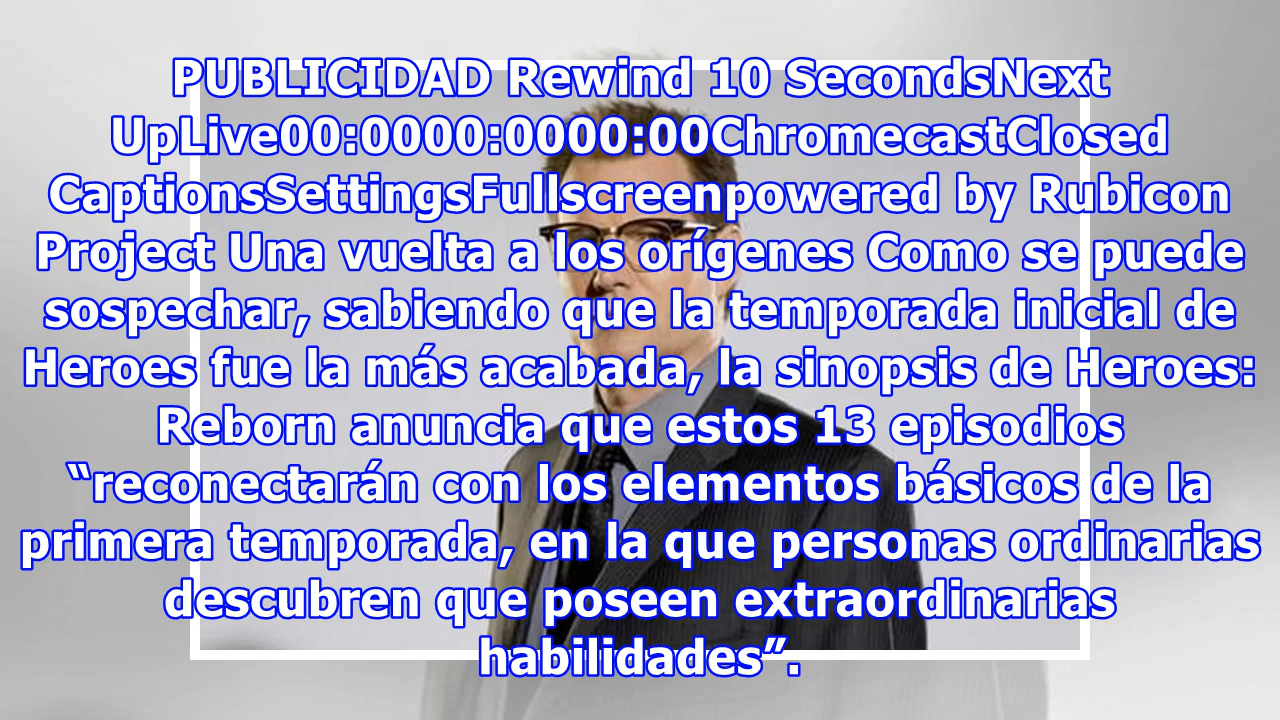 PUBLICIDAD Rewind 10 SecondsNext
UpLive00:0000:0000:00ChromecastClosed
CaptionsSettingsFullscreenpowered by Rubicon
Project Una vuelta a los orígenes Como se puede
sospechar, sabiendo que la temporada inicial de
Heroes fue la más acabada, la sinopsis de Heroes:
Reborn anuncia que estos 13 episodios
“reconectarán con los elementos básicos de la
primera temporada, en la que personas ordinarias
descubren que poseen extraordinarias
habilidades”.